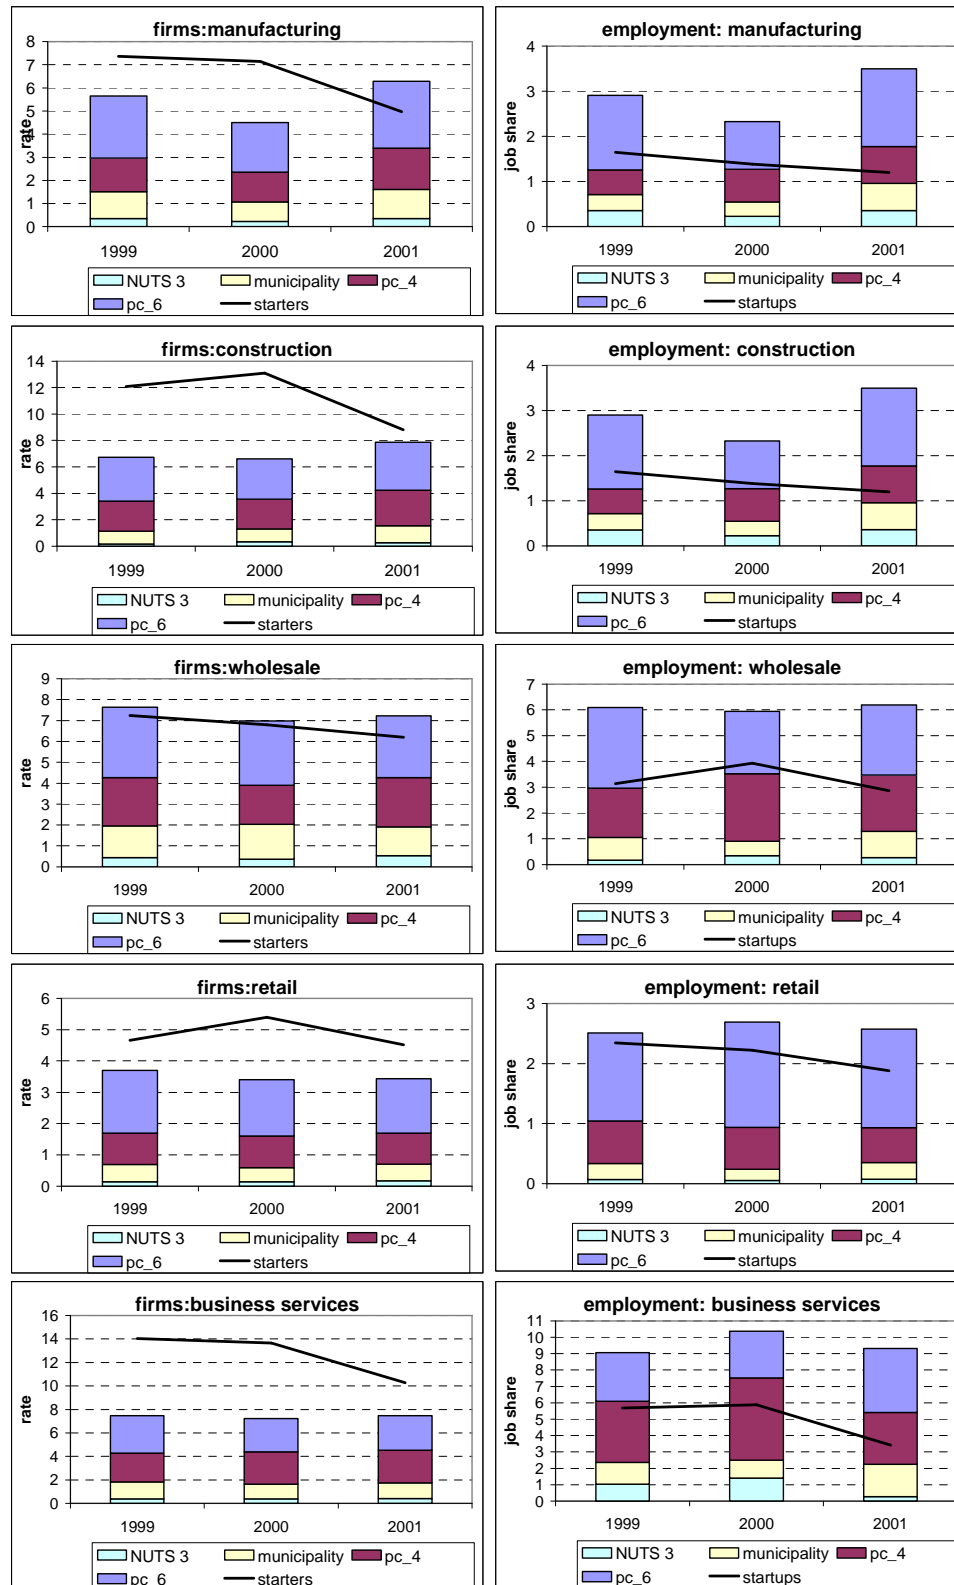 firms:manufacturing
8
7
6
5
4
3
2
1
0
rate
1999 2000 2001
NUTS 3 municipality pc_4
pc_6 starters
employment: manufacturing
4
3
2
1
0
job share
1999 2000 2001
NUTS 3 municipality pc_4
pc_6 startups
firms:construction
14
12
10
8
6
4
2
0
rate
1999 2000 2001
NUTS 3 municipality pc_4
pc_6 starters
employment: construction
4
3
2
1
0
job share
1999 2000 2001
NUTS 3 municipality pc_4
pc_6 startups
firms:wholesale
9
8
7
6
5
4
3
2
1
0
rate
1999 2000 2001
NUTS 3 municipality pc_4
pc_6 starters
employment: wholesale
7
6
5
4
3
2
1
0
job share
1999 2000 2001
NUTS 3 municipality pc_4
pc_6 startups
firms:retail
6
5
4
3
2
1
0
rate
1999 2000 2001
NUTS 3 municipality pc_4
pc_6 starters
employment: retail
3
2
1
0
job share
1999 2000 2001
NUTS 3 municipality pc_4
pc_6 startups
firms:business services
16
14
12
10
8
6
4
2
0
rate
1999 2000 2001
NUTS 3 municipality pc_4
pc_6 starters
employment: business services
11
10
9
8
7
6
5
4
3
2
1
0
job share
1999 2000 2001
NUTS 3 municipality pc_4
pc_6 startups